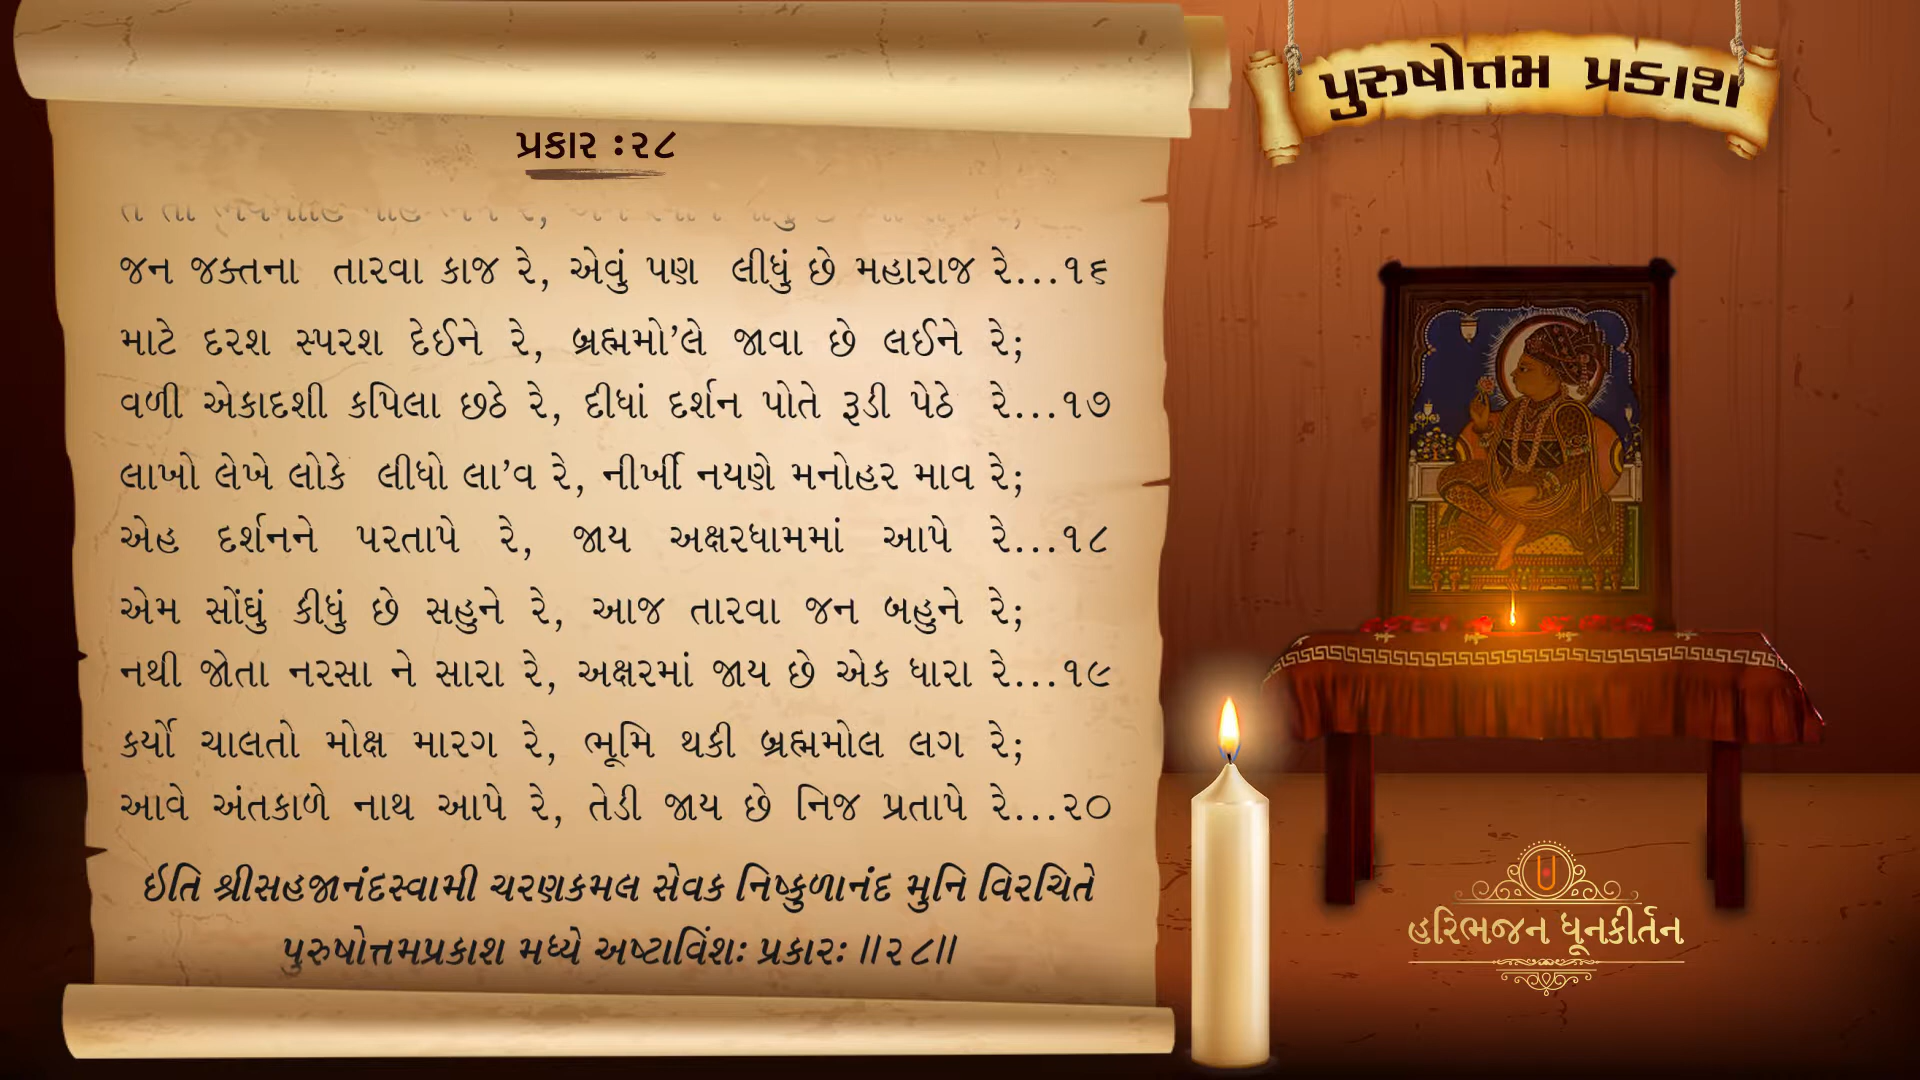 પુરુષોત્તમ પ્રકાશ
પ્રકાર :૨૮
જન જક્તના તારવા કાજ રે, એવું પણ લીધું છે મહારાજ રે...૧૬
માટે દરશ સ્પરશ દેઈને રે, બ્રહ્મમો’લે જાવા છે લઈને રે;
વળી એકાદશી કપિલા છઠે રે, દીધાં દર્શન પોતે રૂડી પેઠે રે...૧૭
લાખો લેખે લોકે લીધો લા’વ રે, નીર્ખી નયણે મનોહર માવ રે;
એહ દર્શનને પરતાપે રે, જાય અક્ષરધામમાં આપે રે...૧૮
એમ સોંઘું કીધું છે સહુને રે, આજ તારવા જન બહુને રે;
નથી જોતા નરસા ને સારા રે, અક્ષરમાં જાય છે એક ધારા રે...૧૯
કર્યો ચાલતો મોક્ષ મારગ રે, ભૂમિ થકી બ્રહ્મમોલ લગ રે;
આવે અંતકાળે નાથ આપે રે, તેડી જાય છે નિજ પ્રતાપે રે...૨૦
ઇતિ શ્રીસહજાનંદસ્વામી ચરણકમલ સેવક નિષ્કુળાનંદ મુનિ વિરચિતે
પુરુષોત્તમપ્રકાશ મધ્યે અષ્ટાવિંશઃ પ્રકારઃ ॥૨૮॥
હરિભજન ધૂનકીર્તન